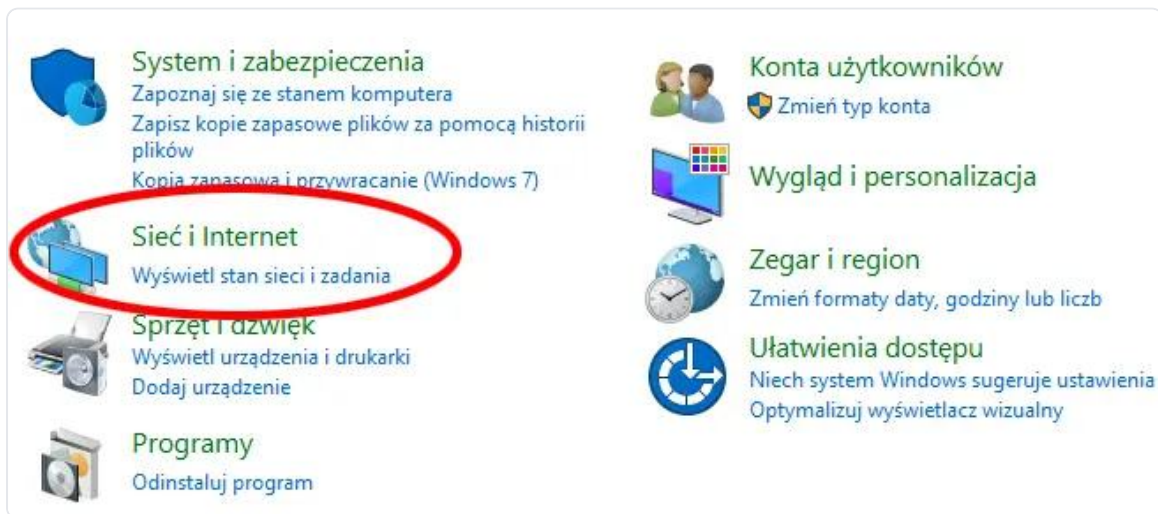 System i zabezpieczenia
Zapoznaj się ze stanem komputera
Zapisz kopie zapasowe plików za pomocą historii
plików
Kopia zapasowa i przywracanie (Windows 7)
Sieć i Internet
Wyświetl stan sieci i zadania
Sprzęt i dźwięk
Wyświetl urządzenia i drukarki
Dodaj urządzenie
Programy
Odinstaluj program
Konta użytkowników
Zmień typ konta
Wygląd i personalizacja
Zegar i region
Zmień formaty daty, godziny lub liczb
Ułatwienia dostępu
Niech system Windows sugeruje ustawienia
Optymalizuj wyświetlacz wizualny